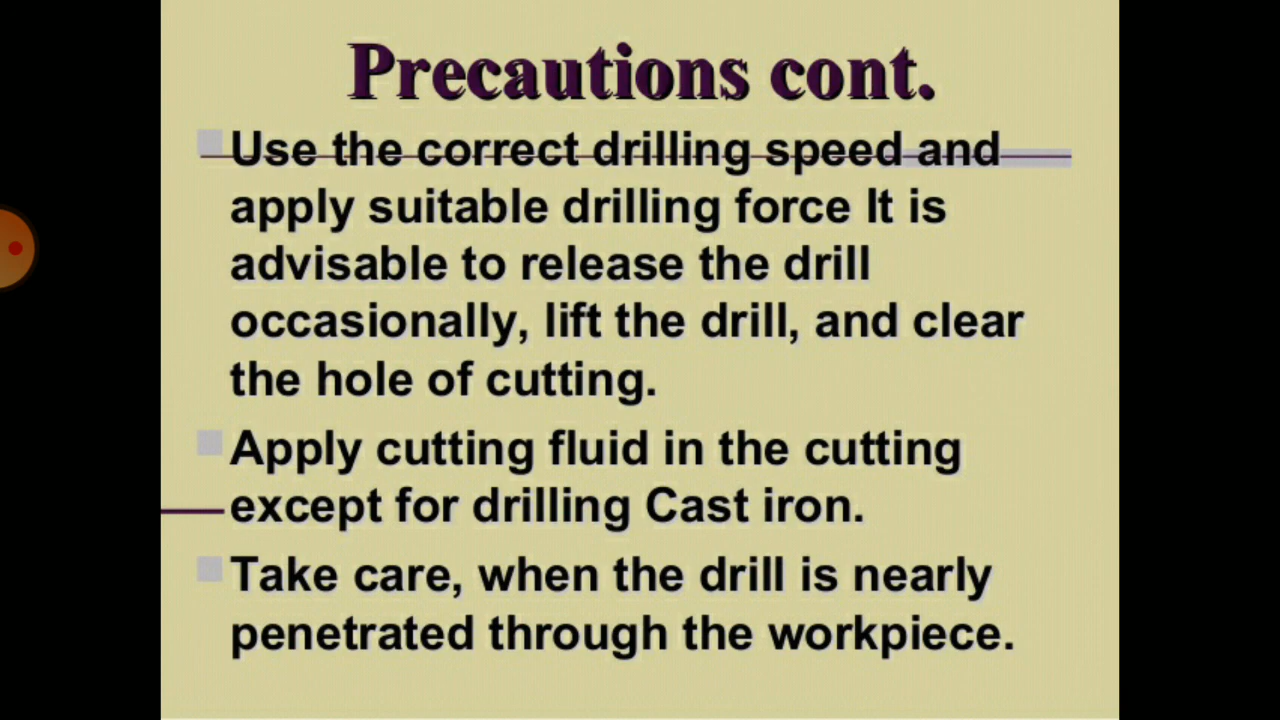 Precautions cont.
Use the correct drilling speed and
apply suitable drilling force It is
advisable to release the drill
occasionally, lift the drill, and clear
the hole of cutting.
Apply cutting fluid in the cutting
except for drilling Cast iron.
Take care, when the drill is nearly
penetrated through the workpiece.